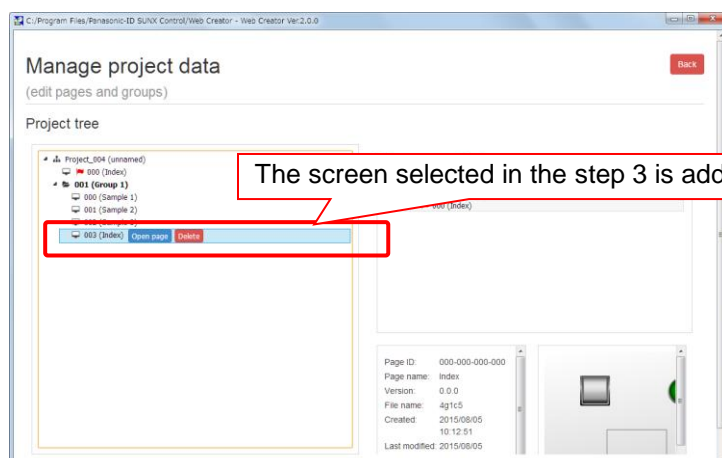 C:/Program Files/Panasonic-ID SUNX Control/Web Creator - Web Creator Ver.2.0.0
Manage project data
Back
(edit pages and groups)
Project tree
Project_004 (unnamed)
000 (Index)
001 (Group 1)
000 (Sample 1)
001 (Sample 2)
003 (Index) Open page Delete
The screen selected in the step 3 is add
000 (Index)
Page ID: 000-000-000-000
Page name: Index
Version: 0.0.0
File name: 4g1c5
Created: 2015/08/05
10:12:51
Last modified: 2015/08/05